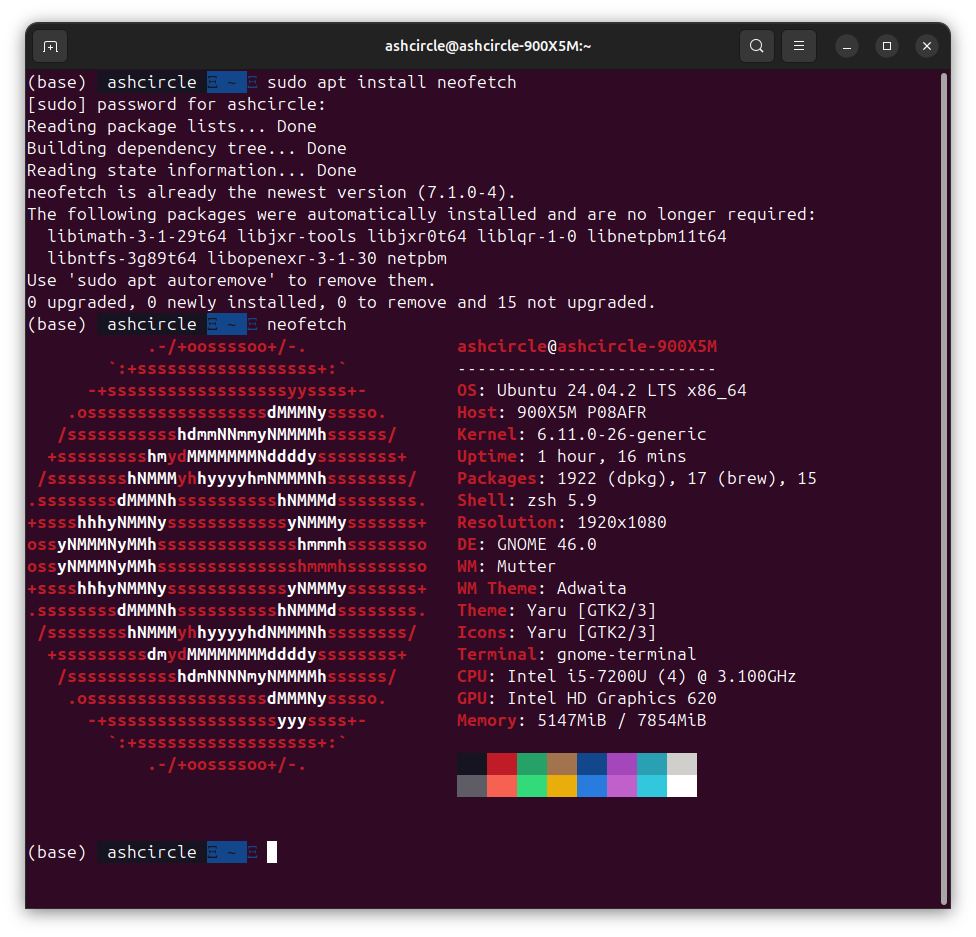 ashcircle@ashcircle-900X5M:~
(base) ashcircle ~ sudo apt install neofetch
[sudo] password for ashcircle:
Reading package lists... Done
Building dependency tree... Done
Reading state information... Done
neofetch is already the newest version (7.1.0-4).
The following packages were automatically installed and are no longer required:
  libimath-3-1-29t64 libjxr-tools libjxr0t64 liblqr-1-0 libnetpbm11t64
  libntfs-3g89t64 libopenexr-3-1-30 netpbm
Use 'sudo apt autoremove' to remove them.
0 upgraded, 0 newly installed, 0 to remove and 15 not upgraded.
(base) ashcircle ~ neofetch
            .-/+oossssoo+/-.               ashcircle@ashcircle-900X5M
        `:+ssssssssssssssssss+:`           --------------------------
      -+ssssssssssssssssssyyssss+-         OS: Ubuntu 24.04.2 LTS x86_64
    .ossssssssssssssssssdMMMNysssso.       Host: 900X5M P08AFR
   /ssssssssssshdmmNNmmyNMMMMhssssss/      Kernel: 6.11.0-26-generic
  +ssssssssshmydMMMMMMMNddddyssssssss+     Uptime: 1 hour, 16 mins
 /sssssssshNMMMyhhyyyyhmNMMMNhssssssss/    Packages: 1922 (dpkg), 17 (brew), 15
.ssssssssdMMMNhsssssssssshNMMMdssssssss.   Shell: zsh 5.9
+sssshhhyNMMNyssssssssssssyNMMMysssssss+   Resolution: 1920x1080
ossyNMMMNyMMhsssssssssssssshmmmhssssssso   DE: GNOME 46.0
ossyNMMMNyMMhsssssssssssssshmmmhssssssso   WM: Mutter
+sssshhhyNMMNyssssssssssssyNMMMysssssss+   WM Theme: Adwaita
.ssssssssdMMMNhsssssssssshNMMMdssssssss.   Theme: Yaru [GTK2/3]
 /sssssssshNMMMyhhyyyyhdNMMMNhssssssss/    Icons: Yaru [GTK2/3]
  +sssssssssdmydMMMMMMMMddddyssssssss+     Terminal: gnome-terminal
   /ssssssssssshdmNNNNmyNMMMMhssssss/      CPU: Intel i5-7200U (4) @ 3.100GHz
    .ossssssssssssssssssdMMMNysssso.       GPU: Intel HD Graphics 620
      -+sssssssssssssssssyyyssss+-         Memory: 5147MiB / 7854MiB
        `:+ssssssssssssssssss+:`
            .-/+oossssoo+/-.
(base) ashcircle ~